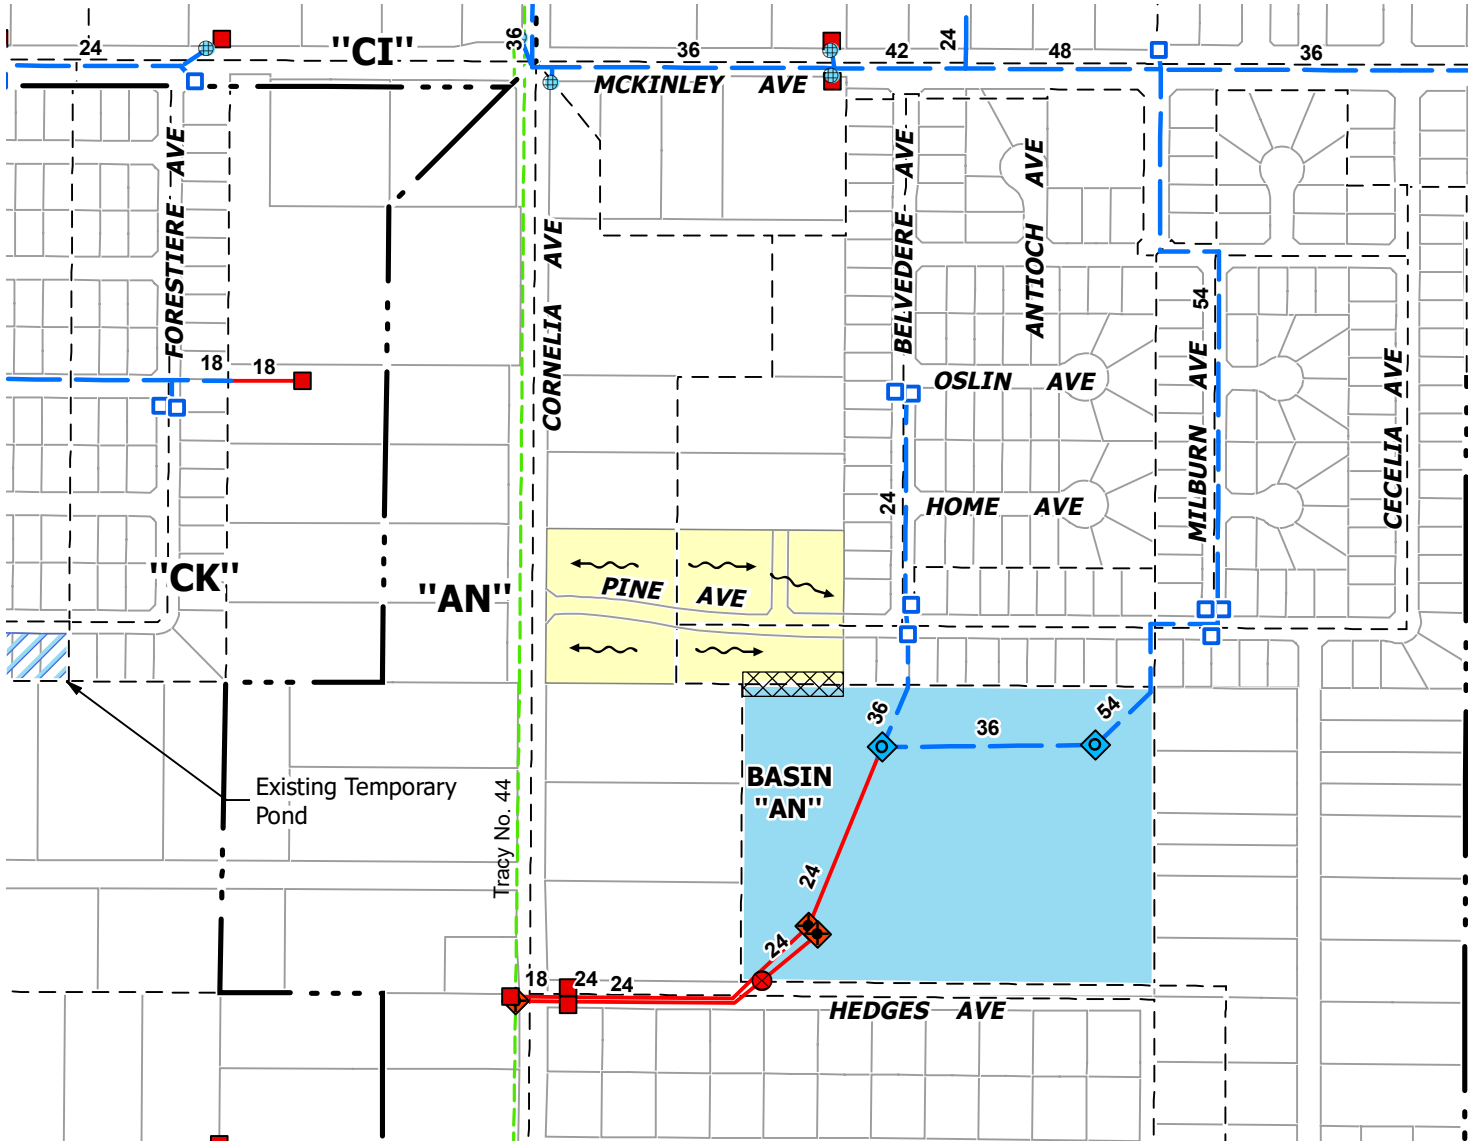 24
"CI"
36
36
42
24
48
36
MCKINLEY AVE
FORESTIERE AVE
CORNELIA AVE
BELVEDERE AVE
ANTIOCH AVE
54
18
18
OSLIN AVE
MILBURN AVE
CECELIA AVE
24
HOME AVE
"CK"
"AN"
PINE AVE
36
36
54
Existing Temporary
Pond
BASIN
"AN"
Tracy No. 44
24
24
18
24
24
HEDGES AVE